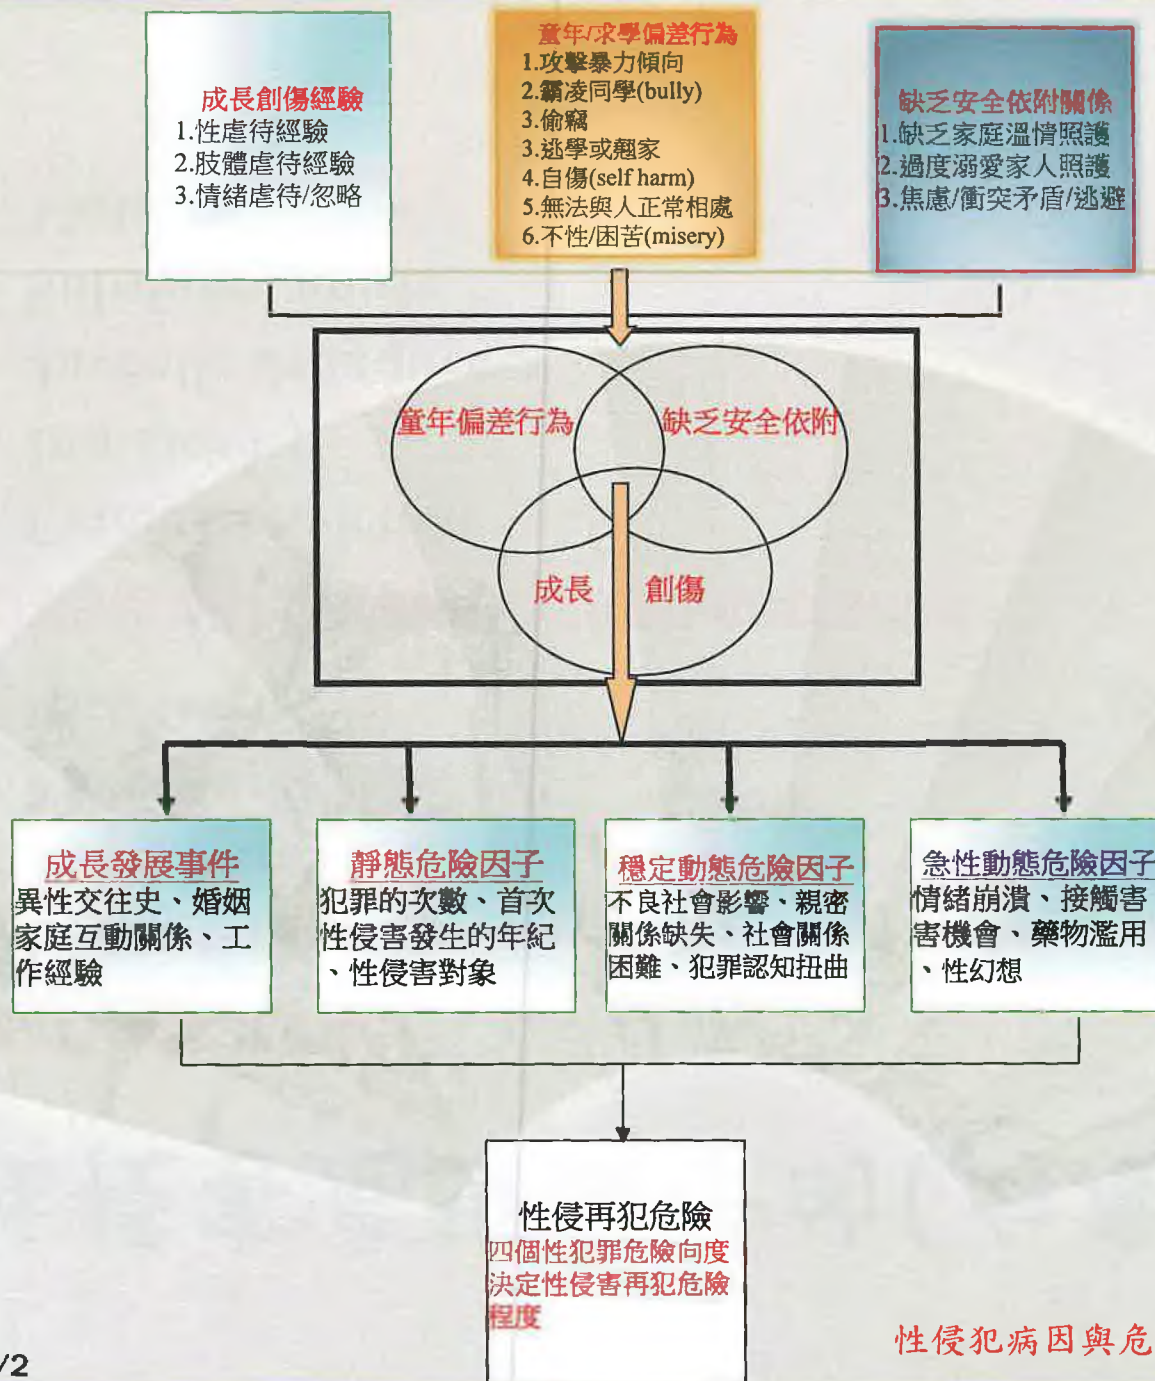 成長創傷經驗
1.性虐待經驗
2.肢體虐待經驗
3.情緒虐待/忽略
童年/求學偏差行為
1.攻擊暴力傾向
2.霸凌同學(bully)
3.偷竊
3.逃學或翹家
4.自傷(self harm)
5.無法與人正常相處
6.不性/困苦(misery)
缺乏安全依附關係
1.缺乏家庭溫情照護
2.過度溺愛家人照護
3.焦慮/衝突矛盾/逃避
童年偏差行為
缺乏安全依附
成長 創傷
成長發展事件
異性交往史、婚姻
家庭互動關係、工
作經驗
靜態危險因子
犯罪的次數、首次
性侵害發生的年紀
、性侵害對象
穩定動態危險因子
不良社會影響、親密
關係缺失、社會關係
困難、犯罪認知扭曲
急性動態危險因子
情緒崩潰、接觸害
害機會、藥物濫用
、性幻想
性侵再犯危險
四個性犯罪危險向度
決定性侵害再犯危險
程度
性侵犯病因與危
/2